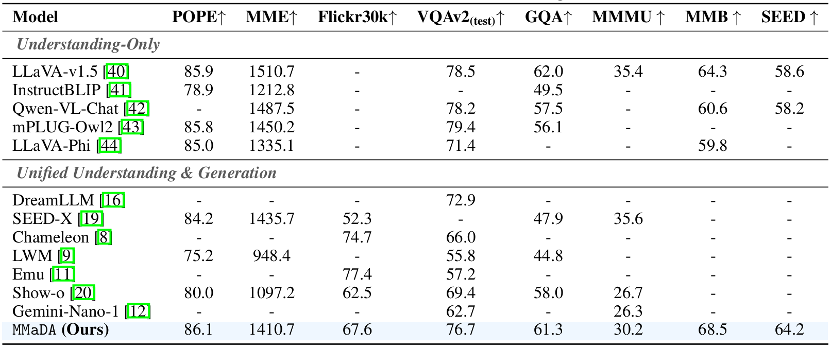 Model POPE↑ MME↑ Flickr30k↑ VQAv2(test)↑ GQA↑ MMMU ↑ MMB ↑ SEED ↑
Understanding-Only
LLaVA-v1.5 [40] 85.9 1510.7 - 78.5 62.0 35.4 64.3 58.6
InstructBLIP [41] 78.9 1212.8 - - 49.5 - - -
Qwen-VL-Chat [42] - 1487.5 - 78.2 57.5 - 60.6 58.2
mPLUG-Owl2 [43] 85.8 1450.2 - 79.4 56.1 - - -
LLaVA-Phi [44] 85.0 1335.1 - 71.4 - - 59.8 -
Unified Understanding & Generation
DreamLLM [16] - - - 72.9 - - - -
SEED-X [19] 84.2 1435.7 52.3 - 47.9 35.6 - -
Chameleon [8] - - 74.7 66.0 - - - -
LWM [9] 75.2 948.4 - 55.8 44.8 - - -
Emu [11] - - 77.4 57.2 - - - -
Show-o [20] 80.0 1097.2 62.5 69.4 58.0 26.7 - -
Gemini-Nano-1 [12] - - - 62.7 - 26.3 - -
MMaDA (Ours) 86.1 1410.7 67.6 76.7 61.3 30.2 68.5 64.2